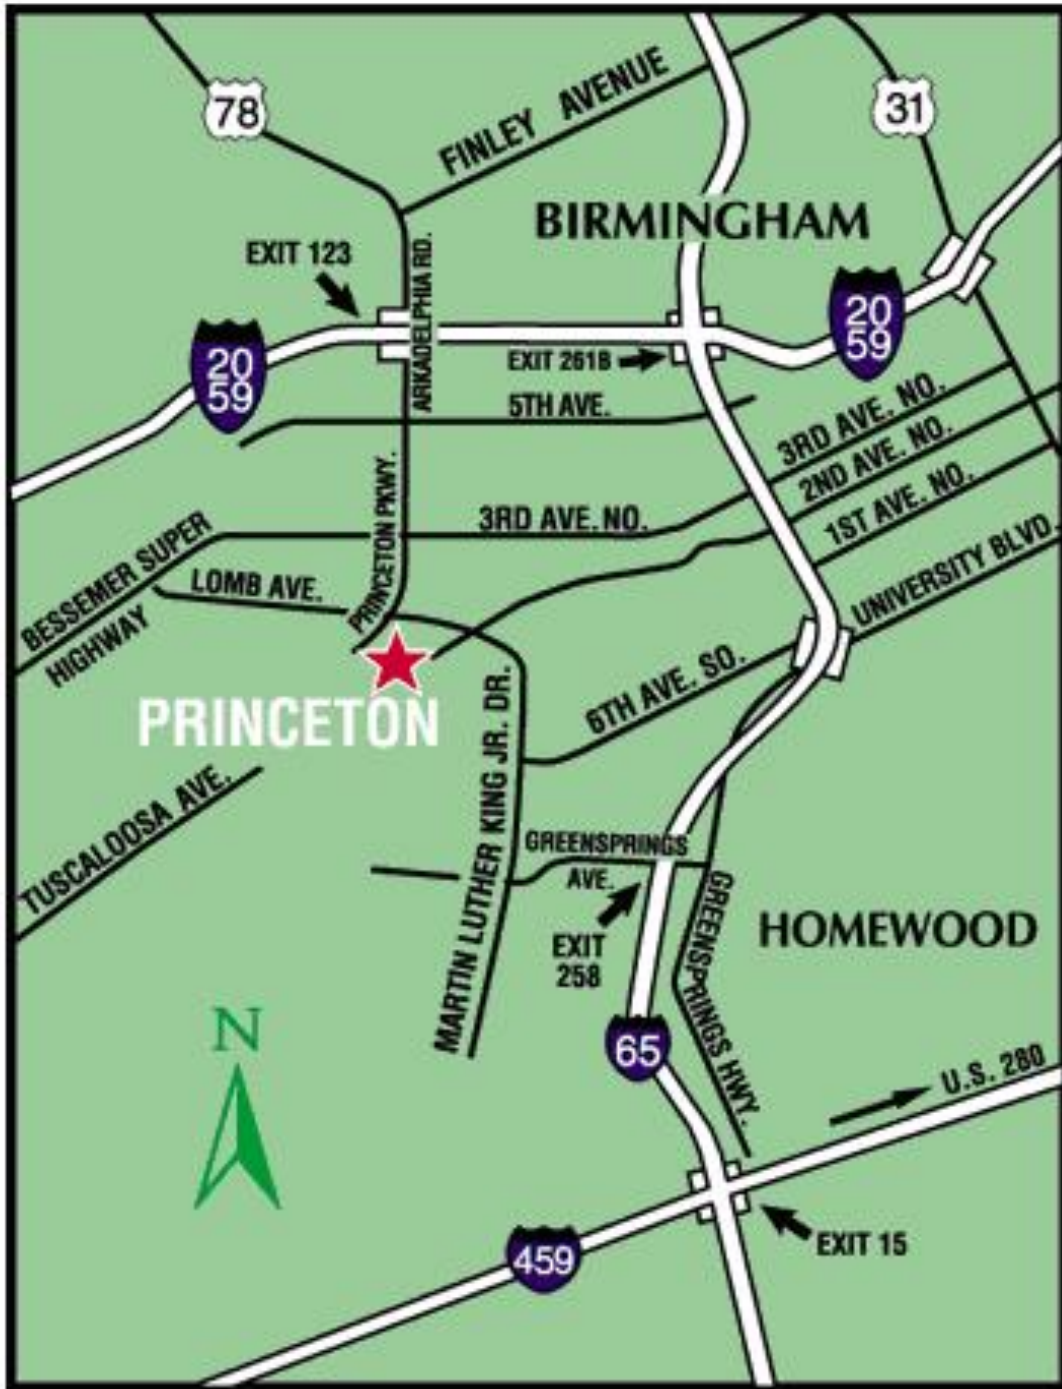 78
FINLEY AVENUE
31
BIRMINGHAM
EXIT 123
ARKADELPHIA RD.
20
59
20
59
EXIT 261B
5TH AVE.
3RD AVE. NO.
2ND AVE. NO.
1ST AVE. NO.
PRINCETON PKWY.
3RD AVE. NO.
BESSEMER SUPER
HIGHWAY
LOMB AVE.
UNIVERSITY BLVD.
PRINCETON
6TH AVE. SO.
MARTIN LUTHER KING JR. DR.
TUSCALOOSA AVE.
GREENSPRINGS
AVE.
GREENSPRINGS HWY.
HOMEWOOD
EXIT
258
N
65
U.S. 280
EXIT 15
459